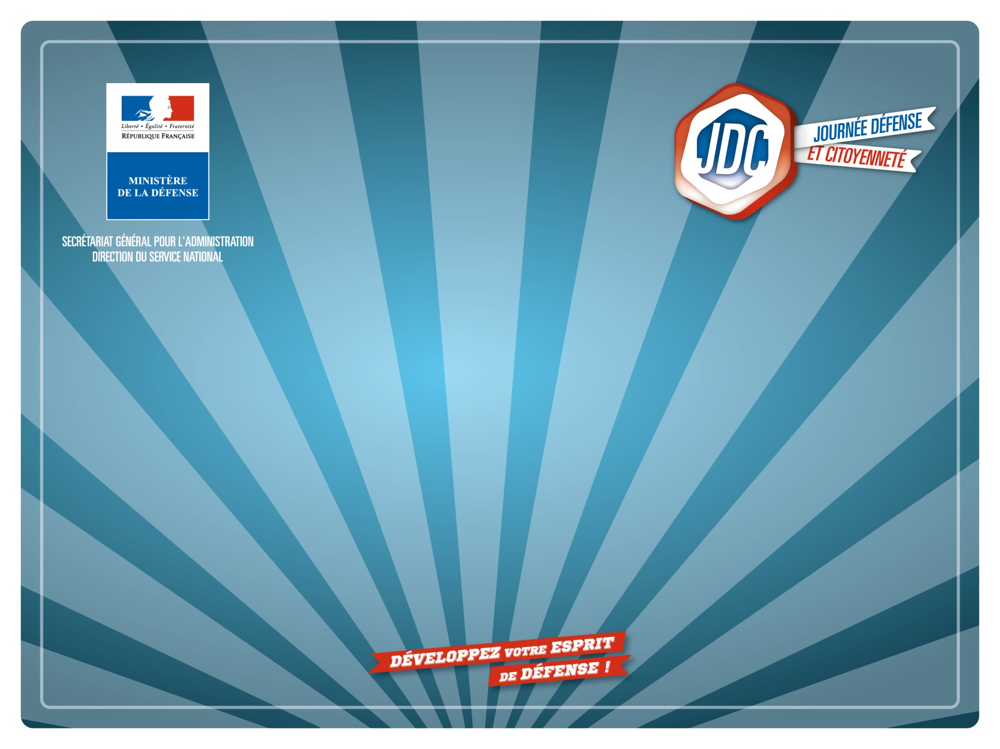 Liberté • Égalité • Fraternité
RÉPUBLIQUE FRANÇAISE
MINISTÈRE
DE LA DÉFENSE
SECRÉTARIAT GÉNÉRAL POUR L'ADMINISTRATION
DIRECTION DU SERVICE NATIONAL
JDC
JOURNÉE DÉFENSE
ET CITOYENNETÉ
DÉVELOPPEZ VOTRE ESPRIT
DE DÉFENSE !